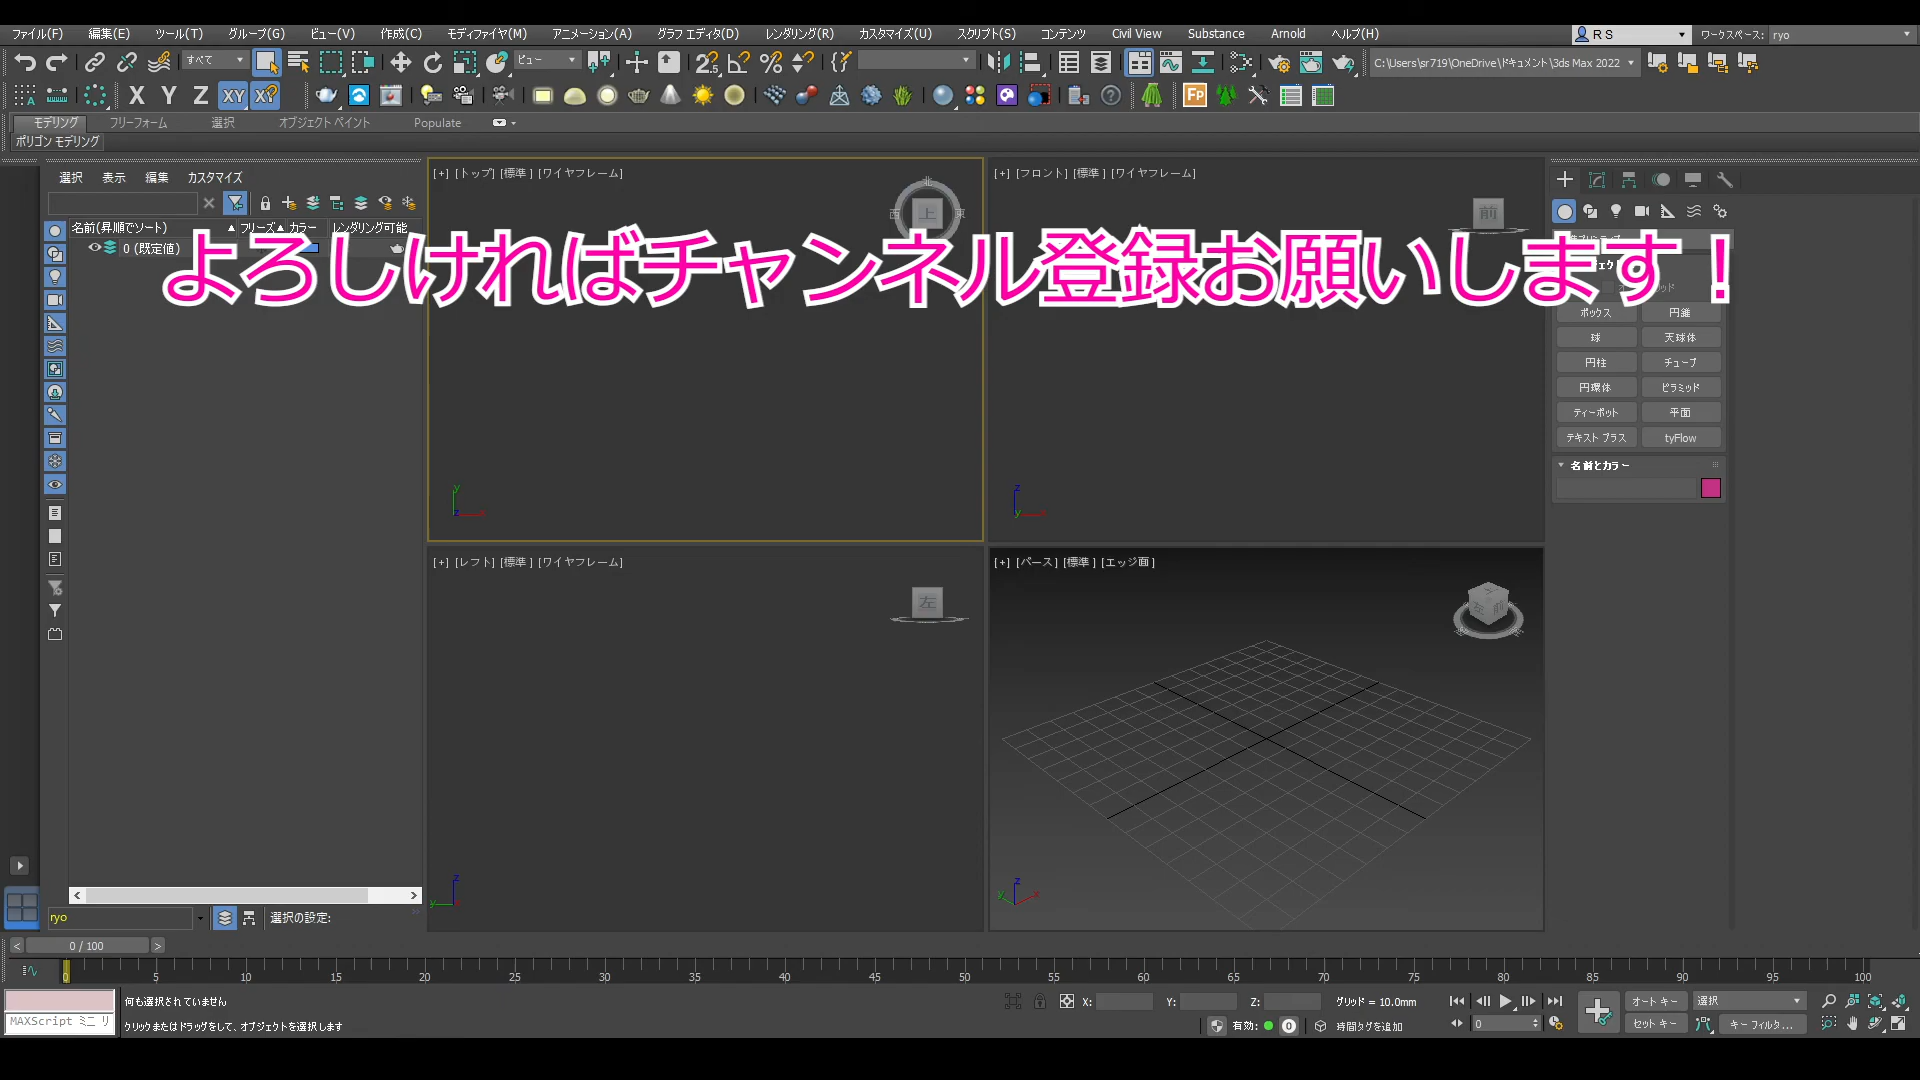 ファイル(F) 編集(E) ツール(T) グループ(G) ビュー(V) 作成(C) モディファイヤ(M) アニメーション(A) グラフ エディタ(D) レンダリング(R) カスタマイズ(U) スクリプト(S) コンテンツ Civil View Substance Arnold ヘルプ(H) R S ワークスペース: ryo
すべて ビュー C:\Users\sr719\OneDrive\ドキュメント\3ds Max 2022
X Y Z XY XY
モデリング フリーフォーム 選択 オブジェクト ペイント Populate
ポリゴン モデリング
選択 表示 編集 カスタマイズ
名前(昇順でソート) フリーズ カラー レンダリング可能
0 (既定値)
[+] [トップ] [標準 ] [ワイヤフレーム]
北
西 上 東
[+] [フロント] [標準 ] [ワイヤフレーム]
前
よろしければチャンネル登録お願いします！
ボックス 円錐
球 天球体
円柱 チューブ
円環体 ピラミッド
ティーポット 平面
テキスト プラス tyFlow
名前とカラー
[+] [レフト] [標準 ] [ワイヤフレーム]
左
[+] [パース] [標準 ] [エッジ面]
左 前
y z x
z y x
z y
z y x
ryo 選択の設定:
< 0 / 100 >
0 5 10 15 20 25 30 35 40 45 50 55 60 65 70 75 80 85 90 95 100
何も選択されていません X: Y: Z: グリッド = 10.0mm オート キー 選択
MAXScript ミニ リ クリックまたはドラッグをして、オブジェクトを選択します 有効: 時間タグを追加 0 セット キー キー フィルタ...